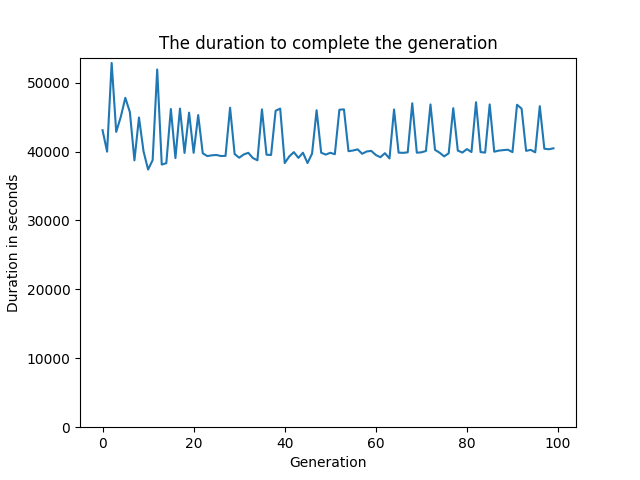 The duration to complete the generation
50000
40000
30000
20000
10000
0
Duration in seconds
0 20 40 60 80 100
Generation